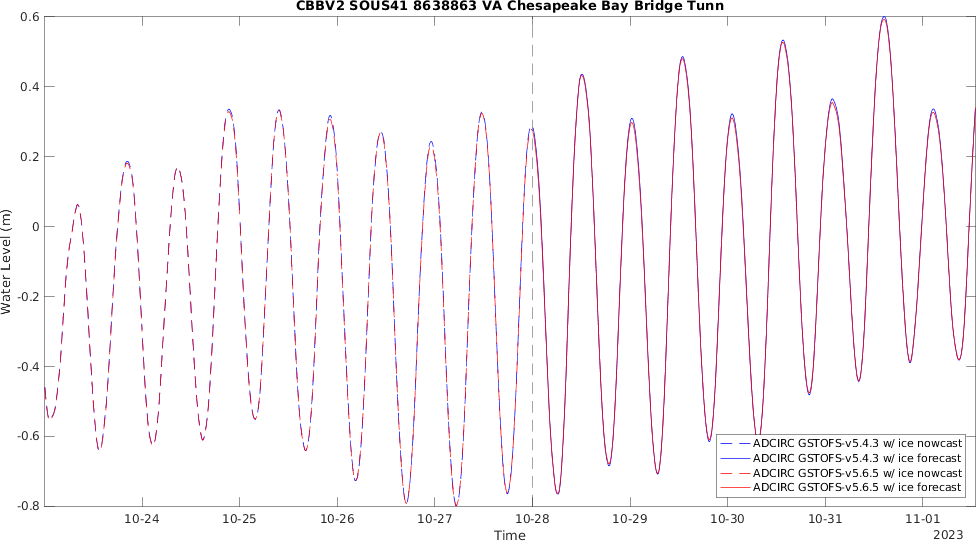 CBBV2 SOUS41 8638863 VA Chesapeake Bay Bridge Tunn
0.6
0.4
0.2
0
-0.2
-0.4
-0.6
-0.8
Water Level (m)
ADCIRC GSTOFS-v5.4.3 w/ ice nowcast
ADCIRC GSTOFS-v5.4.3 w/ ice forecast
ADCIRC GSTOFS-v5.6.5 w/ ice nowcast
ADCIRC GSTOFS-v5.6.5 w/ ice forecast
10-24 10-25 10-26 10-27 10-28 10-29 10-30 10-31 11-01
Time
2023